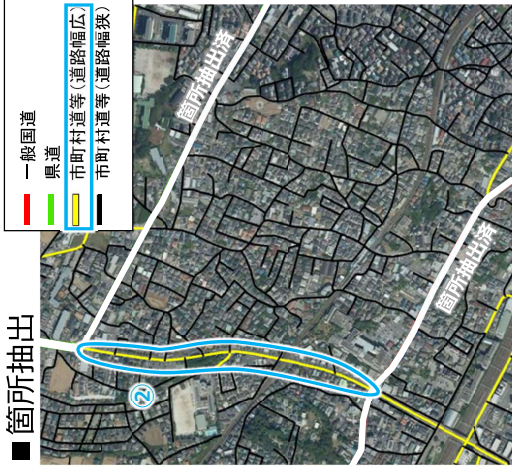 ■箇所抽出
一般国道
県道
市町村道等（道路幅広）
市町村道等（道路幅狭）
箇所抽出済
箇所抽出済
②